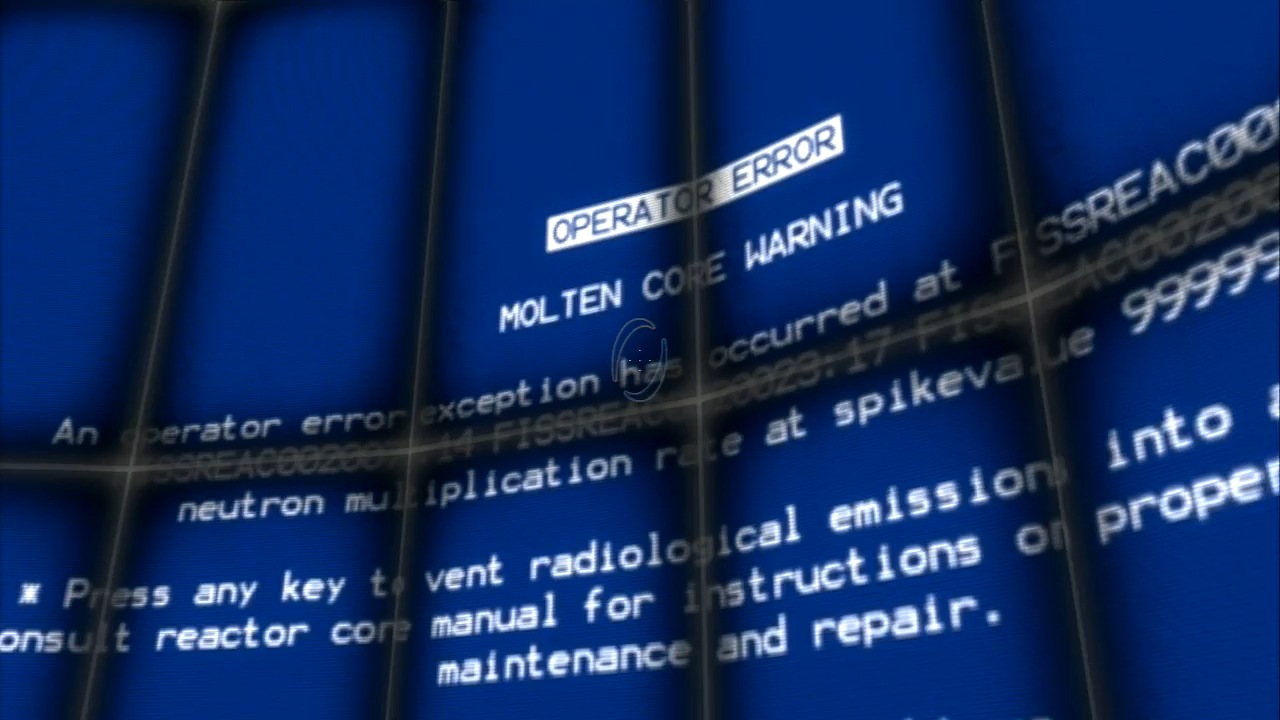 OPERATOR ERROR
MOLTEN CORE WARNING
An operator error exception has occurred at FISSREAC00
neutron multiplication rate at spikevalue 99999
* Press any key to vent radiological emissions into
onsult reactor core manual for instructions on proper
maintenance and repair.